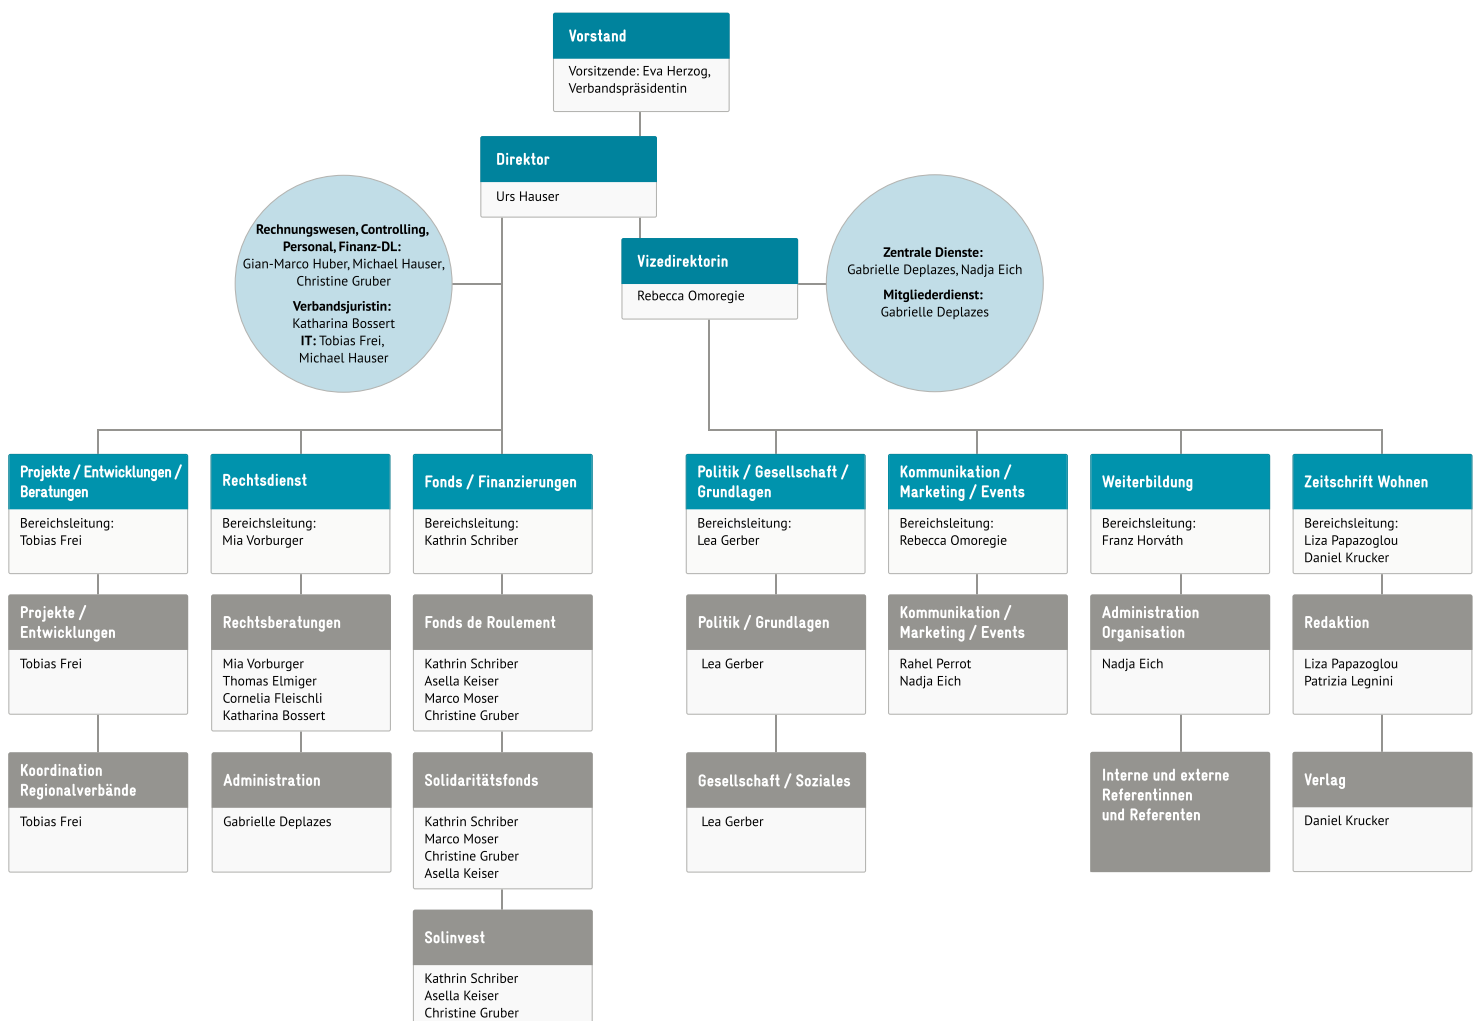 Vorstand
Vorsitzende: Eva Herzog,
Verbandspräsidentin
Direktor
Urs Hauser
Rechnungswesen, Controlling,
Personal, Finanz-DL:
Gian-Marco Huber, Michael Hauser,
Christine Gruber
Verbandsjuristin:
Katharina Bossert
IT: Tobias Frei,
Michael Hauser
Vizedirektorin
Rebecca Omoregie
Zentrale Dienste:
Gabrielle Deplazes, Nadja Eich
Mitgliederdienst:
Gabrielle Deplazes
Projekte / Entwicklungen /
Beratungen
Bereichsleitung:
Tobias Frei
Projekte /
Entwicklungen
Tobias Frei
Koordination
Regionalverbände
Tobias Frei
Rechtsdienst
Bereichsleitung:
Mia Vorburger
Rechtsberatungen
Mia Vorburger
Thomas Elmiger
Cornelia Fleischli
Katharina Bossert
Administration
Gabrielle Deplazes
Fonds / Finanzierungen
Bereichsleitung:
Kathrin Schriber
Fonds de Roulement
Kathrin Schriber
Asella Keiser
Marco Moser
Christine Gruber
Solidaritätsfonds
Kathrin Schriber
Marco Moser
Christine Gruber
Asella Keiser
Solinvest
Kathrin Schriber
Asella Keiser
Christine Gruber
Politik / Gesellschaft /
Grundlagen
Bereichsleitung:
Lea Gerber
Politik / Grundlagen
Lea Gerber
Gesellschaft / Soziales
Lea Gerber
Kommunikation /
Marketing / Events
Bereichsleitung:
Rebecca Omoregie
Kommunikation /
Marketing / Events
Rahel Perrot
Nadja Eich
Weiterbildung
Bereichsleitung:
Franz Horváth
Administration
Organisation
Nadja Eich
Interne und externe
Referentinnen
und Referenten
Zeitschrift Wohnen
Bereichsleitung:
Liza Papazoglou
Daniel Krucker
Redaktion
Liza Papazoglou
Patrizia Legnini
Verlag
Daniel Krucker